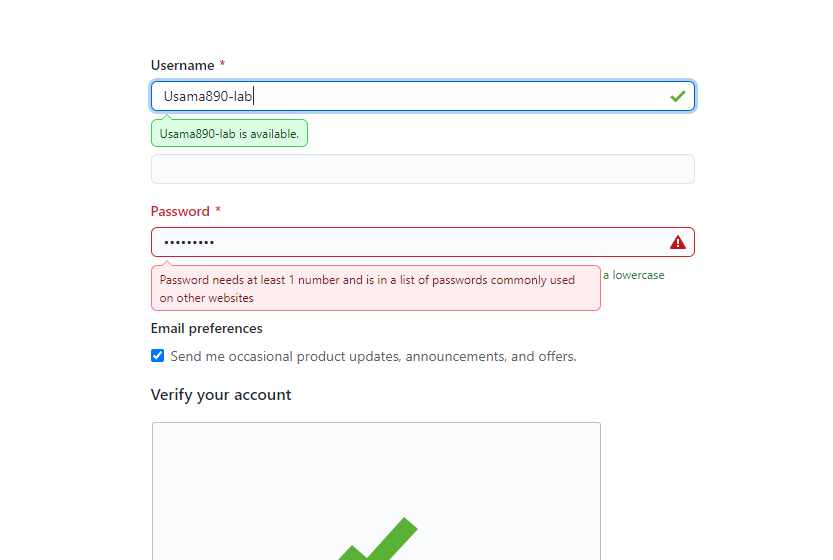 Username *
Usama890-lab
Usama890-lab is available.
Password *
•••••••••
Password needs at least 1 number and is in a list of passwords commonly used
on other websites
a lowercase
Email preferences
Send me occasional product updates, announcements, and offers.
Verify your account